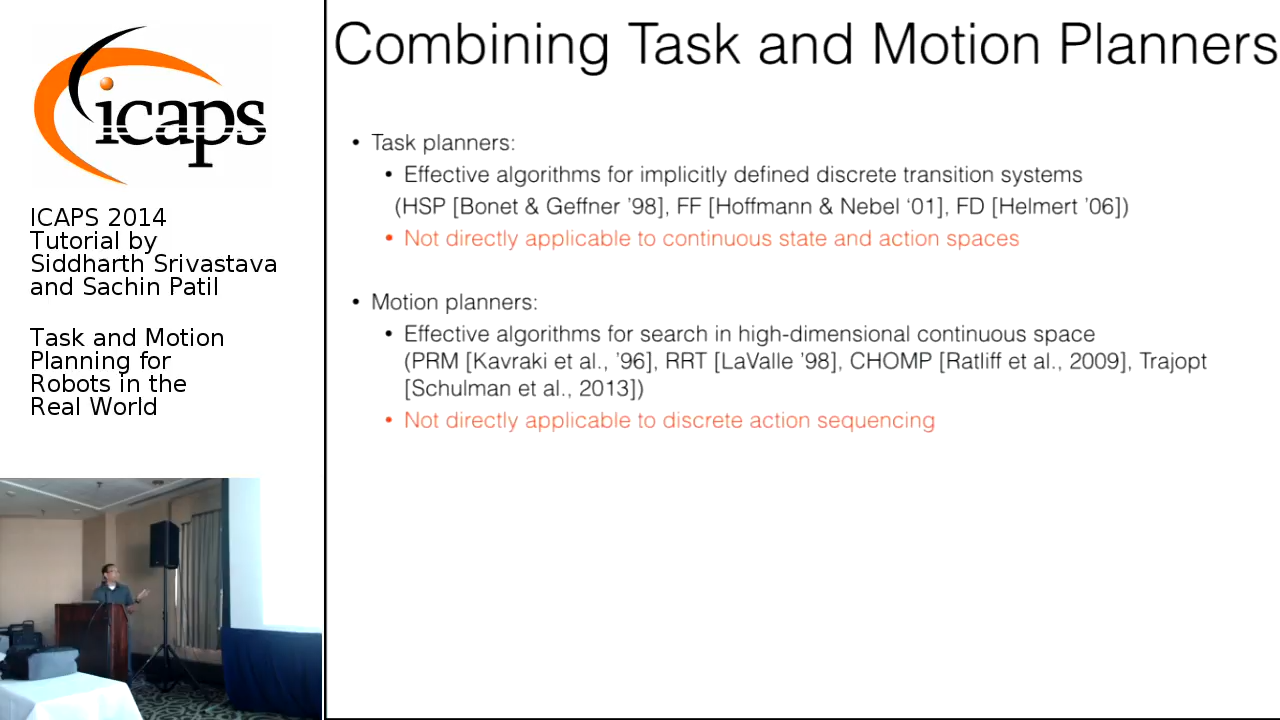 icaps
ICAPS 2014
Tutorial by
Siddharth Srivastava
and Sachin Patil
Task and Motion
Planning for
Robots in the
Real World
Combining Task and Motion Planners
• Task planners:
• Effective algorithms for implicitly defined discrete transition systems
(HSP [Bonet & Geffner ’98], FF [Hoffmann & Nebel ‘01], FD [Helmert ’06])
• Not directly applicable to continuous state and action spaces
• Motion planners:
• Effective algorithms for search in high-dimensional continuous space
(PRM [Kavraki et al., ’96], RRT [LaValle ’98], CHOMP [Ratliff et al., 2009], Trajopt
[Schulman et al., 2013])
• Not directly applicable to discrete action sequencing